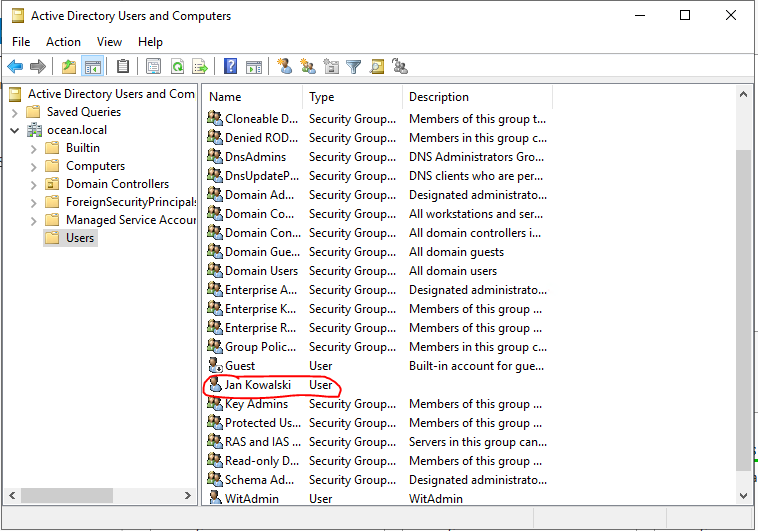 Active Directory Users and Computers
File Action View Help
Active Directory Users and Com
Saved Queries
ocean.local
Builtin
Computers
Domain Controllers
ForeignSecurityPrincipals
Managed Service Accour
Users
Name Type Description
Cloneable D... Security Group... Members of this group t...
Denied ROD... Security Group... Members in this group c...
DnsAdmins Security Group... DNS Administrators Gro...
DnsUpdateP... Security Group... DNS clients who are per...
Domain Ad... Security Group... Designated administrato...
Domain Co... Security Group... All workstations and ser...
Domain Con... Security Group... All domain controllers i...
Domain Gue... Security Group... All domain guests
Domain Users Security Group... All domain users
Enterprise A... Security Group... Designated administrato...
Enterprise K... Security Group... Members of this group ...
Enterprise R... Security Group... Members of this group ...
Group Polic... Security Group... Members in this group c...
Guest User Built-in account for gue...
Jan Kowalski User
Key Admins Security Group... Members of this group ...
Protected Us... Security Group... Members of this group ...
RAS and IAS ... Security Group... Servers in this group can...
Read-only D... Security Group... Members of this group ...
Schema Ad... Security Group... Designated administrato...
WitAdmin User WitAdmin